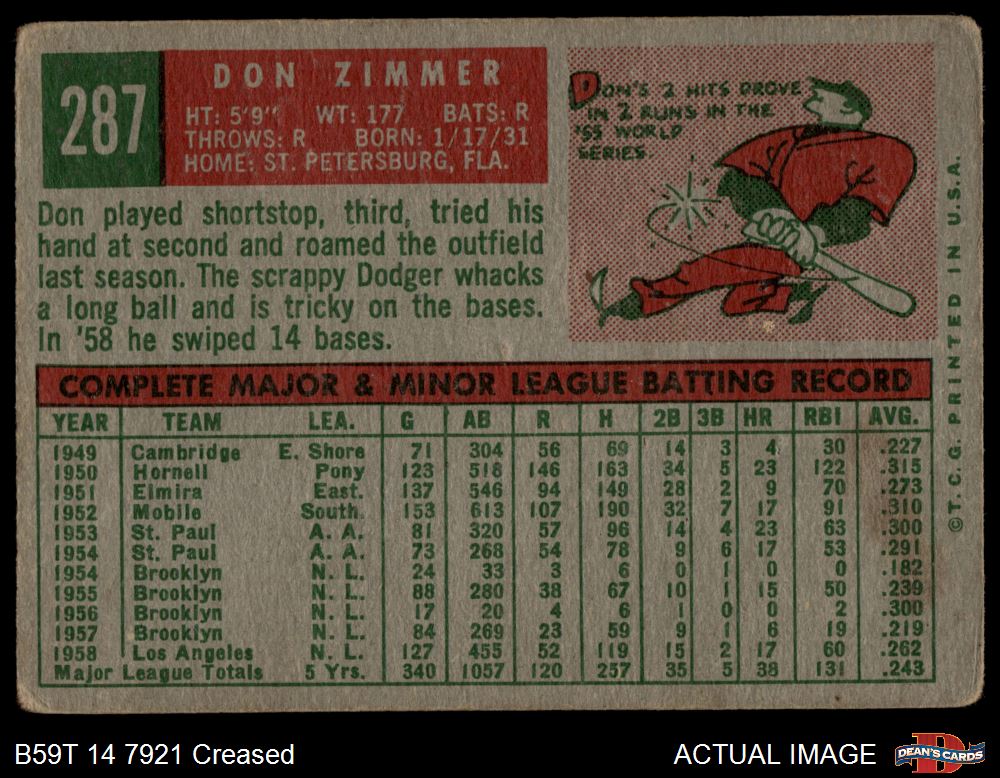 287
DON ZIMMER
HT: 5'9" WT: 177 BATS: R
THROWS: R BORN: 1/17/31
HOME: ST. PETERSBURG, FLA.
DON'S 2 HITS DROVE
IN 2 RUNS IN THE
'55 WORLD
SERIES.
Don played shortstop, third, tried his
hand at second and roamed the outfield
last season. The scrappy Dodger whacks
a long ball and is tricky on the bases.
In '58 he swiped 14 bases.
COMPLETE MAJOR & MINOR LEAGUE BATTING RECORD
YEAR TEAM LEA. G AB R H 2B 3B HR RBI AVG.
1949 Cambridge E. Shore 71 304 56 69 14 3 4 30 .227
1950 Hornell Pony 123 518 146 163 34 5 23 122 .315
1951 Elmira East. 137 546 94 149 28 2 9 70 .273
1952 Mobile South. 153 613 107 190 32 7 17 91 .310
1953 St. Paul A. A. 81 320 57 96 14 4 23 63 .300
1954 St. Paul A. A. 73 268 54 78 9 6 17 53 .291
1954 Brooklyn N. L. 24 33 3 6 0 1 0 0 .182
1955 Brooklyn N. L. 88 280 38 67 10 1 15 50 .239
1956 Brooklyn N. L. 17 20 4 6 1 0 0 2 .300
1957 Brooklyn N. L. 84 269 23 59 9 1 6 19 .219
1958 Los Angeles N. L. 127 455 52 119 15 2 17 60 .262
Major League Totals 5 Yrs. 340 1057 120 257 35 5 38 131 .243
©T.C.G. PRINTED IN U.S.A.
B59T 14 7921 Creased
ACTUAL IMAGE
DEAN'S CARDS